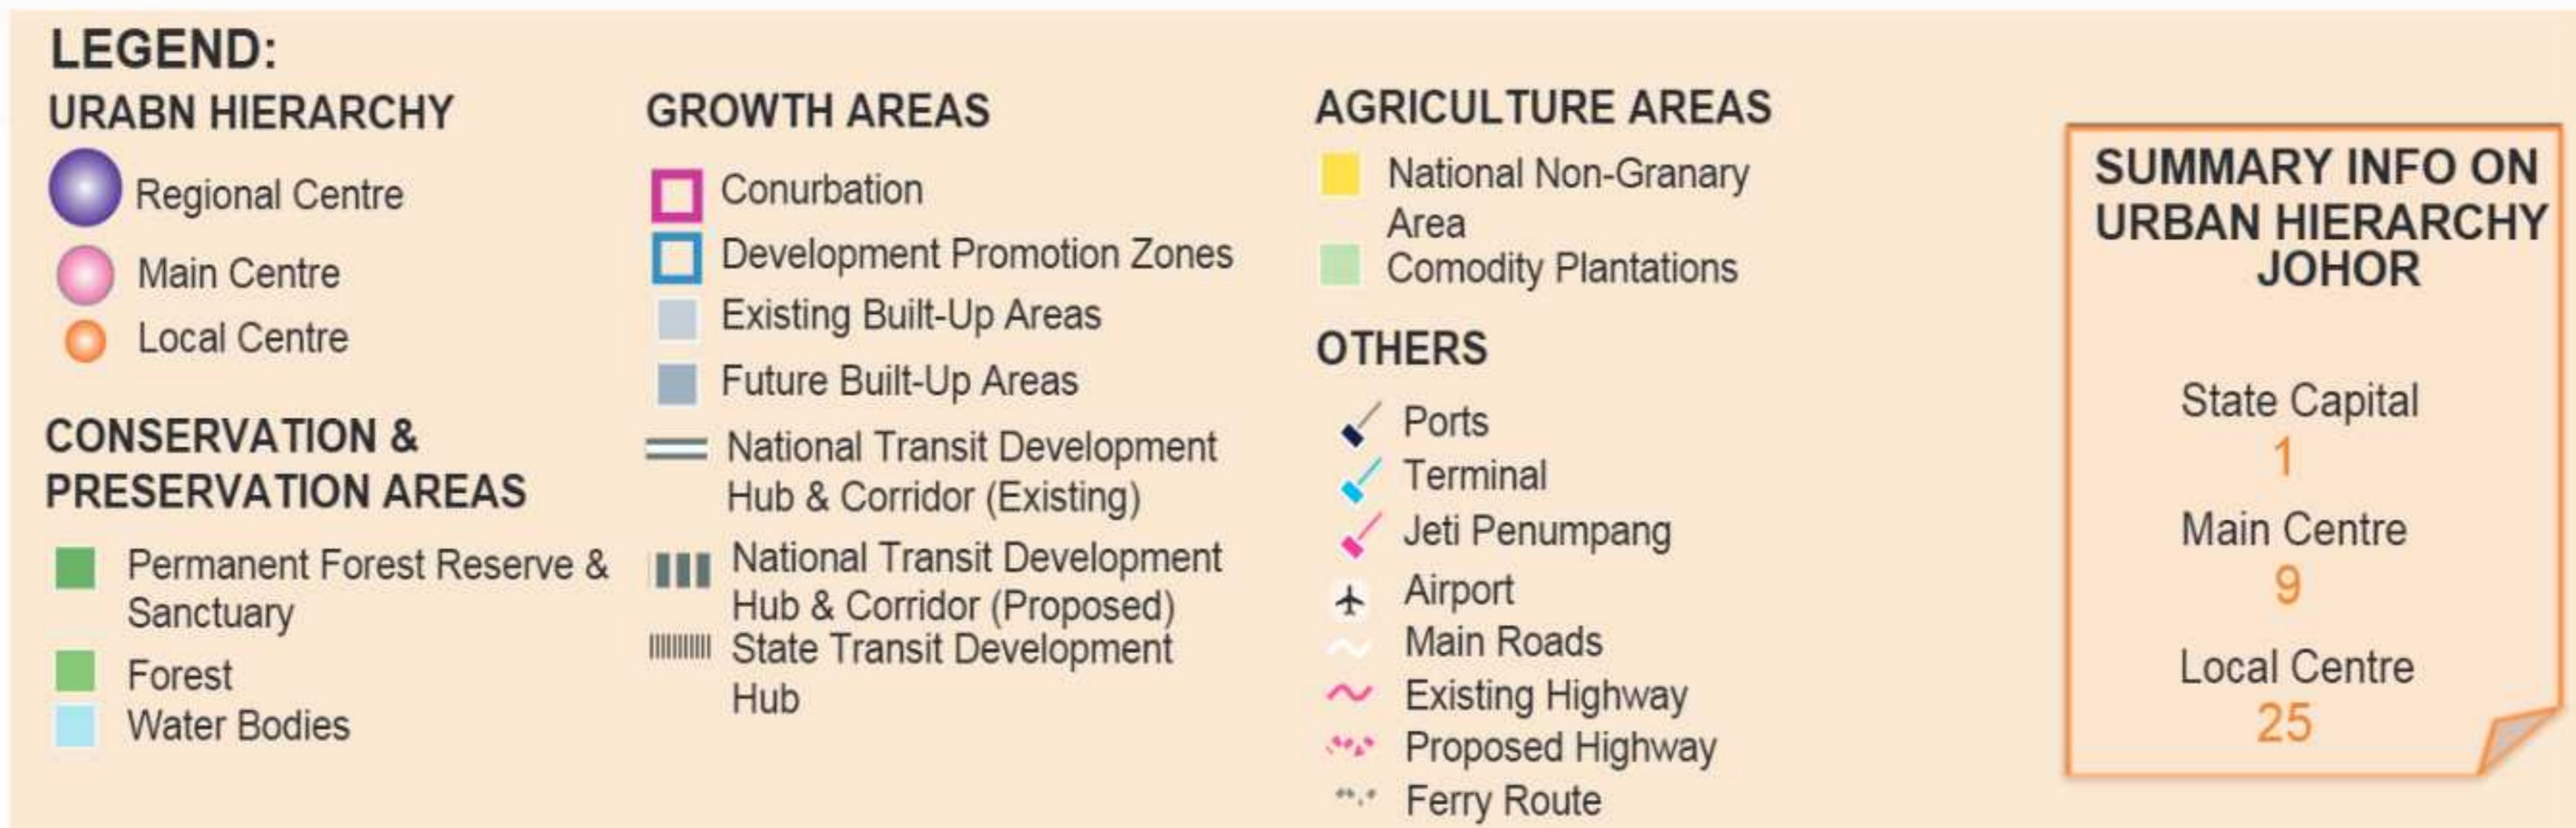 LEGEND:
URABN HIERARCHY
Regional Centre
Main Centre
Local Centre
CONSERVATION &
PRESERVATION AREAS
Permanent Forest Reserve &
Sanctuary
Forest
Water Bodies
GROWTH AREAS
Conurbation
Development Promotion Zones
Existing Built-Up Areas
Future Built-Up Areas
National Transit Development
Hub & Corridor (Existing)
National Transit Development
Hub & Corridor (Proposed)
State Transit Development
Hub
AGRICULTURE AREAS
National Non-Granary
Area
Comodity Plantations
OTHERS
Ports
Terminal
Jeti Penumpang
Airport
Main Roads
Existing Highway
Proposed Highway
Ferry Route
SUMMARY INFO ON
URBAN HIERARCHY
JOHOR
State Capital
1
Main Centre
9
Local Centre
25